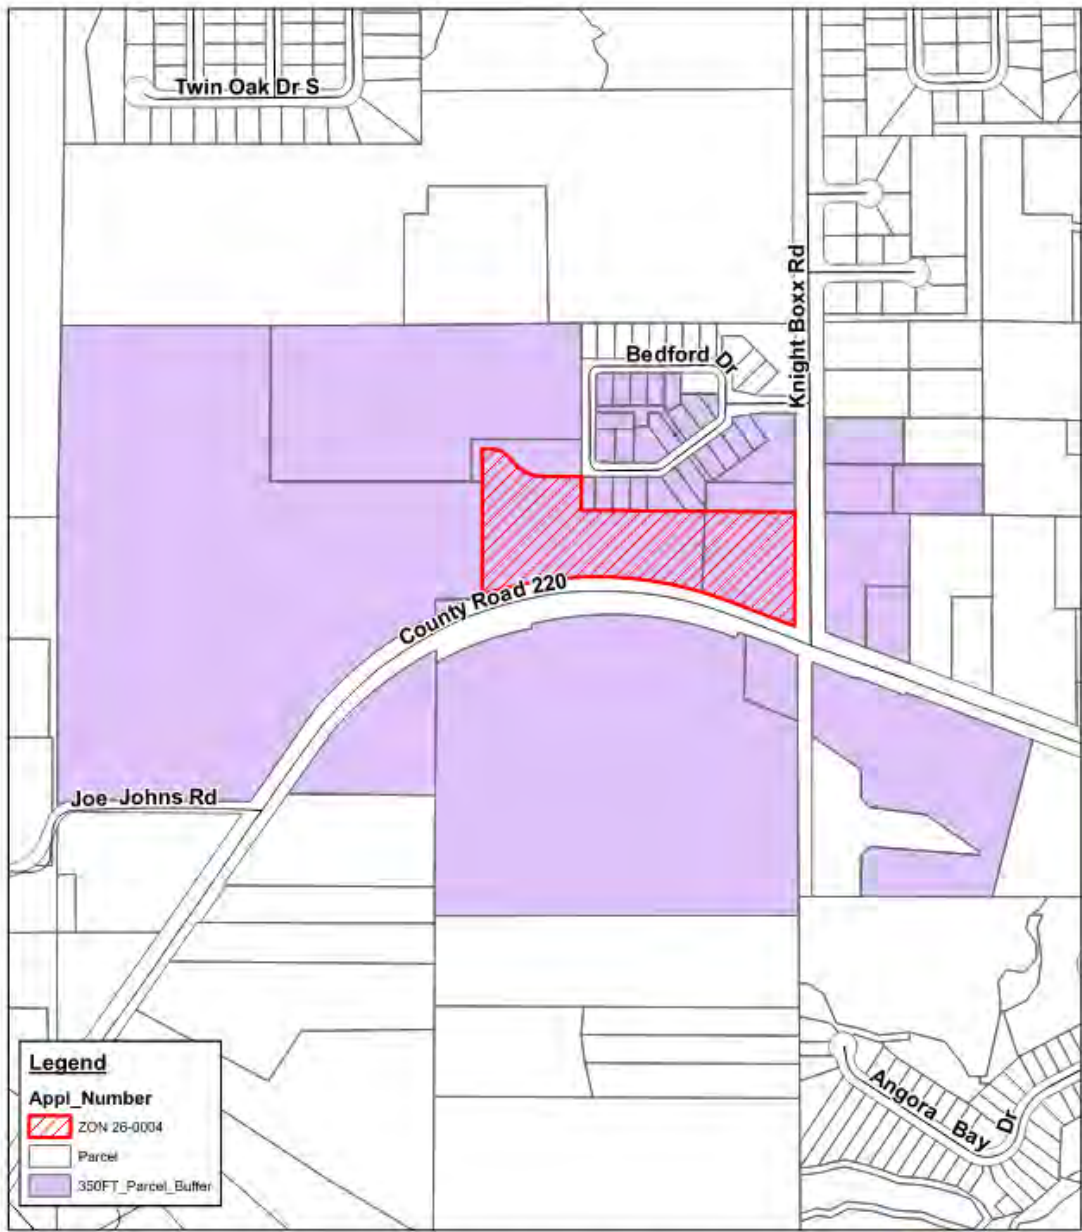 Twin Oak Dr S
Knight Boxx Rd
Bedford Dr
County Road 220
Joe Johns Rd
Angora Bay Dr
Legend
Appl_Number
ZON 26-0004
Parcel
350FT_Parcel_Buffer